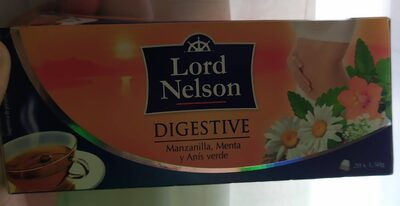 Lord
Nelson
DIGESTIVE
Manzanilla, Menta
y Anís verde